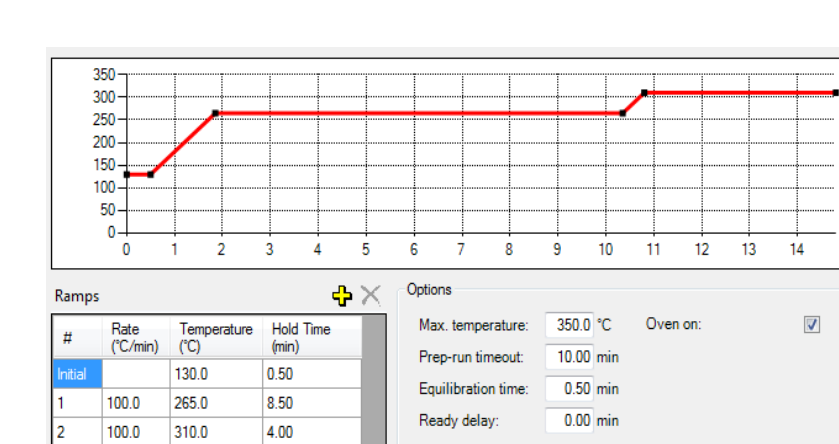 350
300
250
200
150
100
50
0
0 1 2 3 4 5 6 7 8 9 10 11 12 13 14
Ramps
# Rate (°C/min) Temperature (°C) Hold Time (min)
Initial 130.0 0.50
1 100.0 265.0 8.50
2 100.0 310.0 4.00
Options
Max. temperature: 350.0 °C Oven on:
Prep-run timeout: 10.00 min
Equilibration time: 0.50 min
Ready delay: 0.00 min